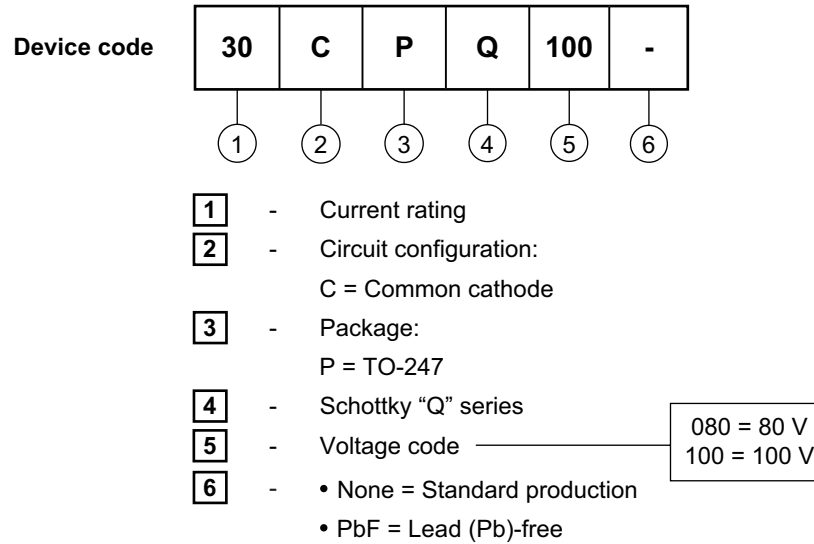 Device code 30 C P Q 100 -
1 2 3 4 5 6
1 - Current rating
2 - Circuit configuration:
C = Common cathode
3 - Package:
P = TO-247
4 - Schottky “Q” series
5 - Voltage code
080 = 80 V
100 = 100 V
6 - • None = Standard production
• PbF = Lead (Pb)-free